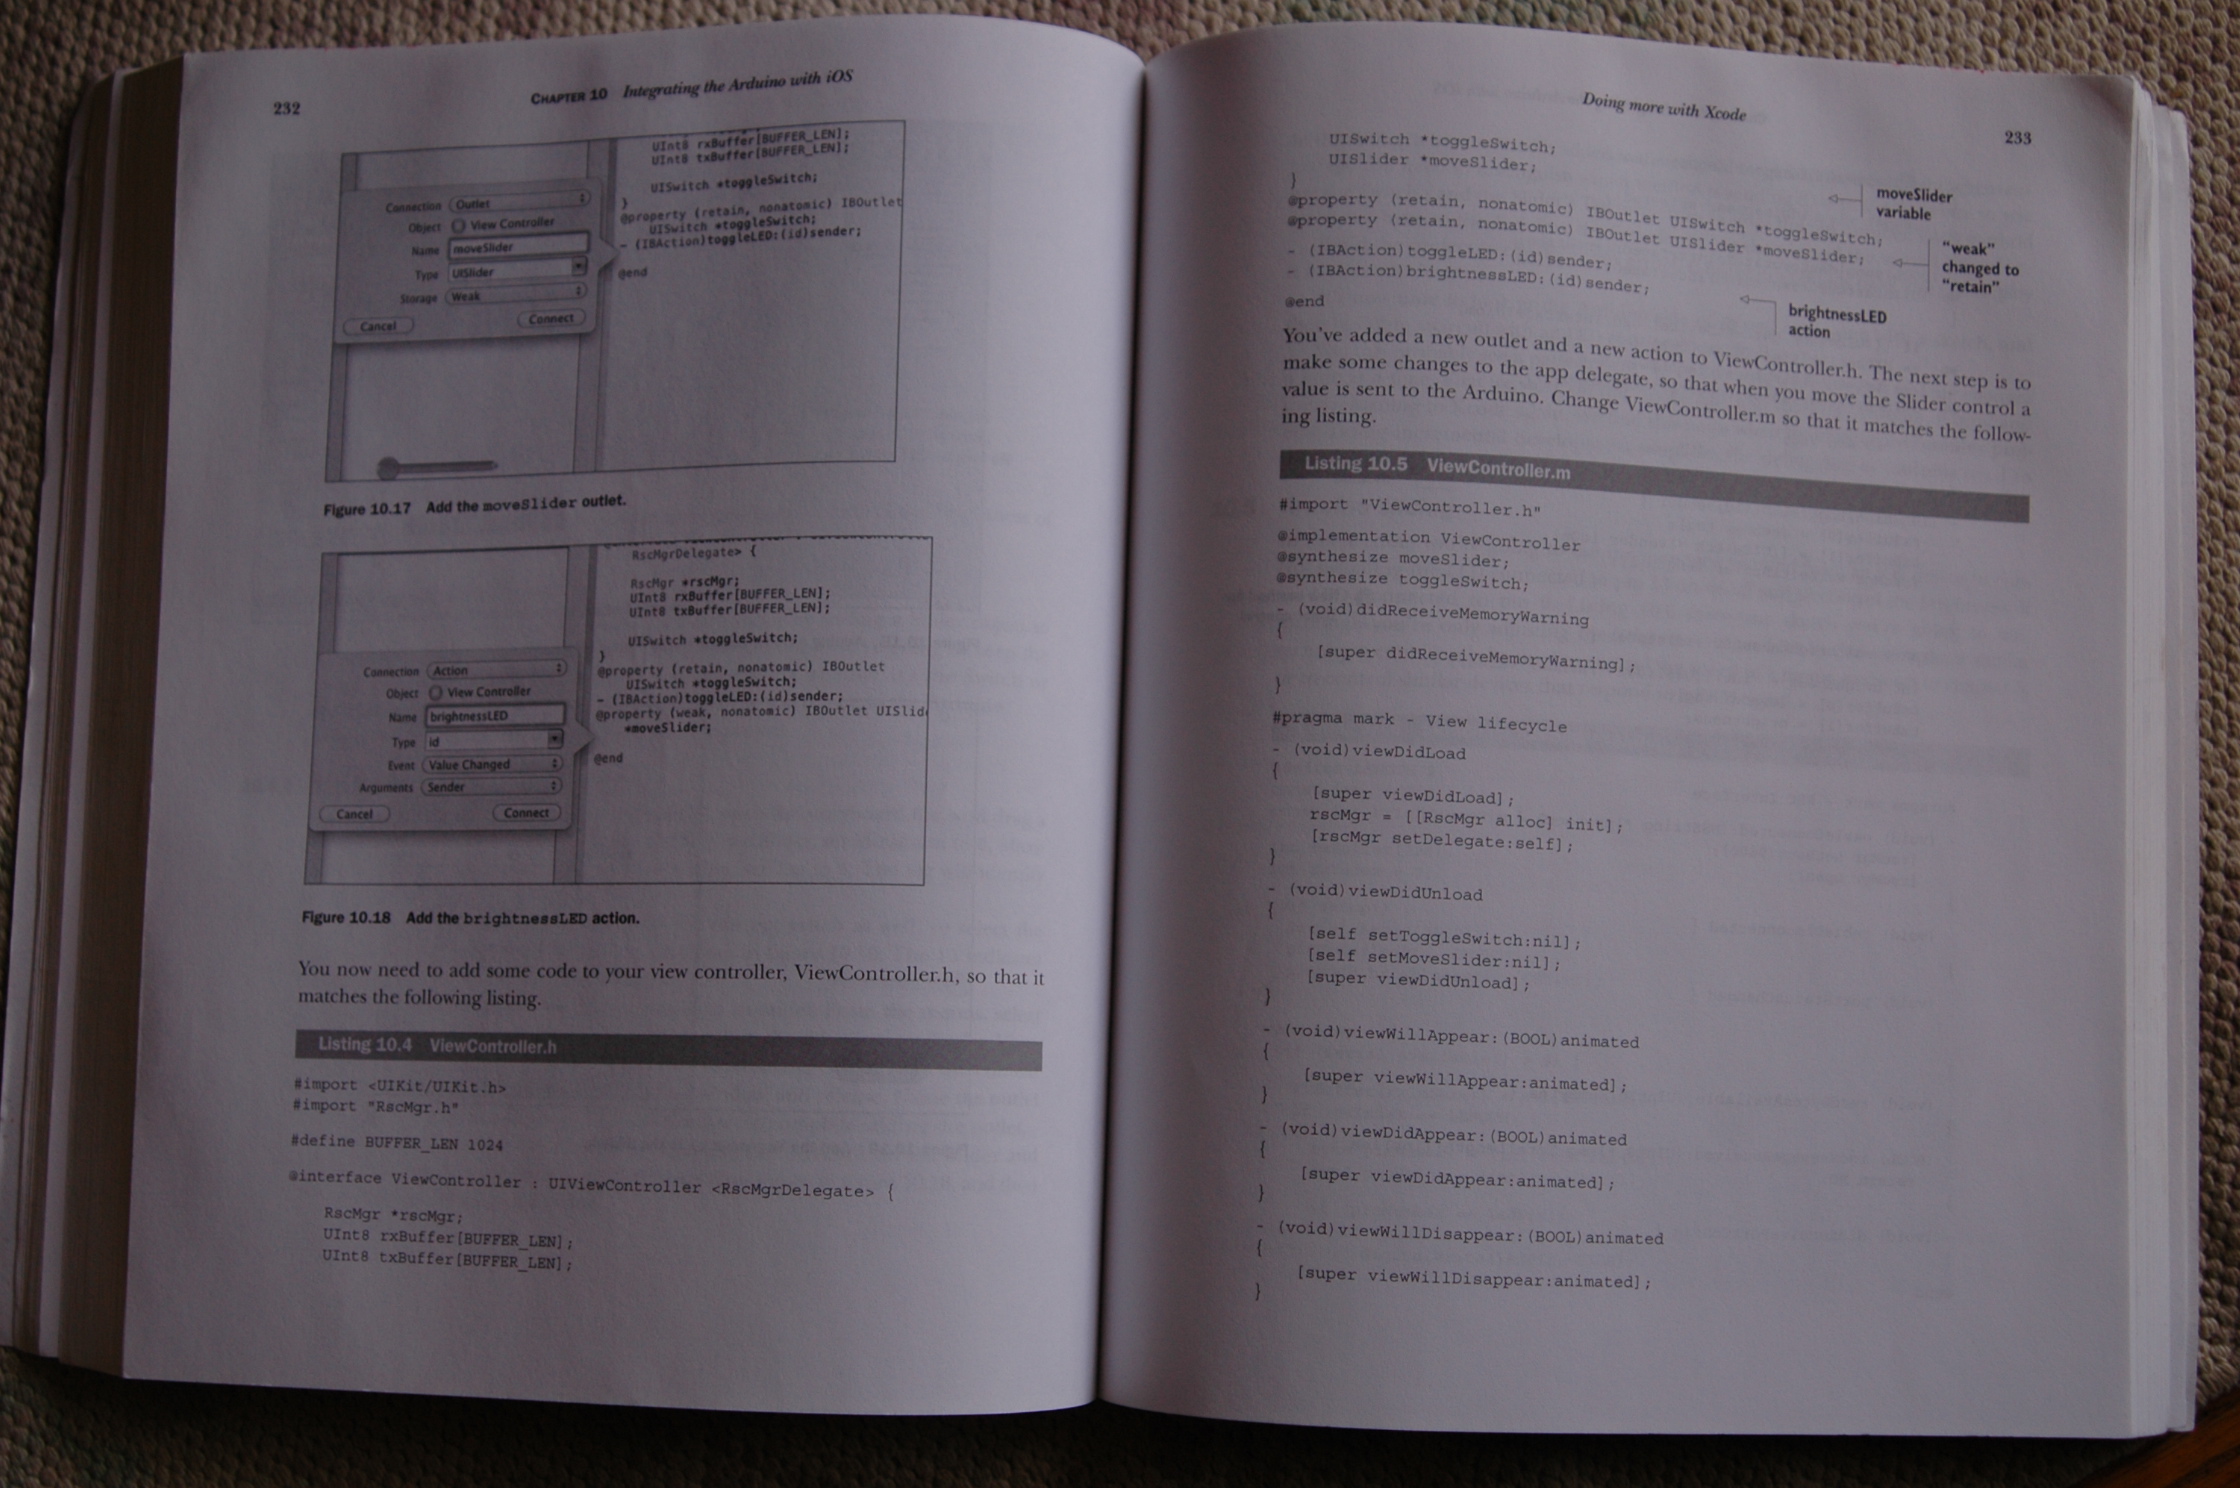 232
CHAPTER 10 Integrating the Arduino with iOS
UInt8 rxBuffer[BUFFER_LEN];
UInt8 txBuffer[BUFFER_LEN];
UISwitch *toggleSwitch;
}
@property (retain, nonatomic) IBOutlet
UISwitch *toggleSwitch;
- (IBAction)toggleLED:(id)sender;
@end
Connection Outlet
Object View Controller
Name moveSlider
Type UISlider
Storage Weak
Cancel Connect
Figure 10.17 Add the moveSlider outlet.
RscMgrDelegate> {
RscMgr *rscMgr;
UInt8 rxBuffer[BUFFER_LEN];
UInt8 txBuffer[BUFFER_LEN];
UISwitch *toggleSwitch;
}
@property (retain, nonatomic) IBOutlet
UISwitch *toggleSwitch;
- (IBAction)toggleLED:(id)sender;
@property (weak, nonatomic) IBOutlet UISlid
*moveSlider;
@end
Connection Action
Object View Controller
Name brightnessLED
Type id
Event Value Changed
Arguments Sender
Cancel Connect
Figure 10.18 Add the brightnessLED action.
You now need to add some code to your view controller, ViewController.h, so that it
matches the following listing.
Listing 10.4 ViewController.h
#import <UIKit/UIKit.h>
#import "RscMgr.h"
#define BUFFER_LEN 1024
@interface ViewController : UIViewController <RscMgrDelegate> {
RscMgr *rscMgr;
UInt8 rxBuffer[BUFFER_LEN];
UInt8 txBuffer[BUFFER_LEN];
Doing more with Xcode
233
UISwitch *toggleSwitch;
UISlider *moveSlider;
moveSlider
variable
}
@property (retain, nonatomic) IBOutlet UISwitch *toggleSwitch;
@property (retain, nonatomic) IBOutlet UISlider *moveSlider;
"weak"
changed to
"retain"
- (IBAction)toggleLED:(id)sender;
- (IBAction)brightnessLED:(id)sender;
brightnessLED
action
@end
You've added a new outlet and a new action to ViewController.h. The next step is to
make some changes to the app delegate, so that when you move the Slider control a
value is sent to the Arduino. Change ViewController.m so that it matches the follow-
ing listing.
Listing 10.5 ViewController.m
#import "ViewController.h"
@implementation ViewController
@synthesize moveSlider;
@synthesize toggleSwitch;
- (void)didReceiveMemoryWarning
{
[super didReceiveMemoryWarning];
}
#pragma mark - View lifecycle
- (void)viewDidLoad
{
[super viewDidLoad];
rscMgr = [[RscMgr alloc] init];
[rscMgr setDelegate:self];
}
- (void)viewDidUnload
{
[self setToggleSwitch:nil];
[self setMoveSlider:nil];
[super viewDidUnload];
}
- (void)viewWillAppear:(BOOL)animated
{
[super viewWillAppear:animated];
}
- (void)viewDidAppear:(BOOL)animated
{
[super viewDidAppear:animated];
}
- (void)viewWillDisappear:(BOOL)animated
{
[super viewWillDisappear:animated];
}